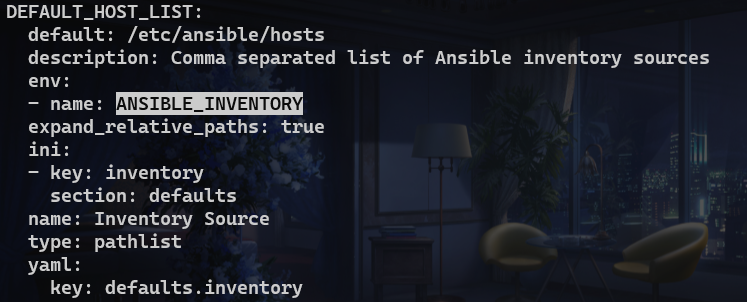 DEFAULT_HOST_LIST:
  default: /etc/ansible/hosts
  description: Comma separated list of Ansible inventory sources
  env:
  - name: ANSIBLE_INVENTORY
  expand_relative_paths: true
  ini:
  - key: inventory
    section: defaults
  name: Inventory Source
  type: pathlist
  yaml:
    key: defaults.inventory